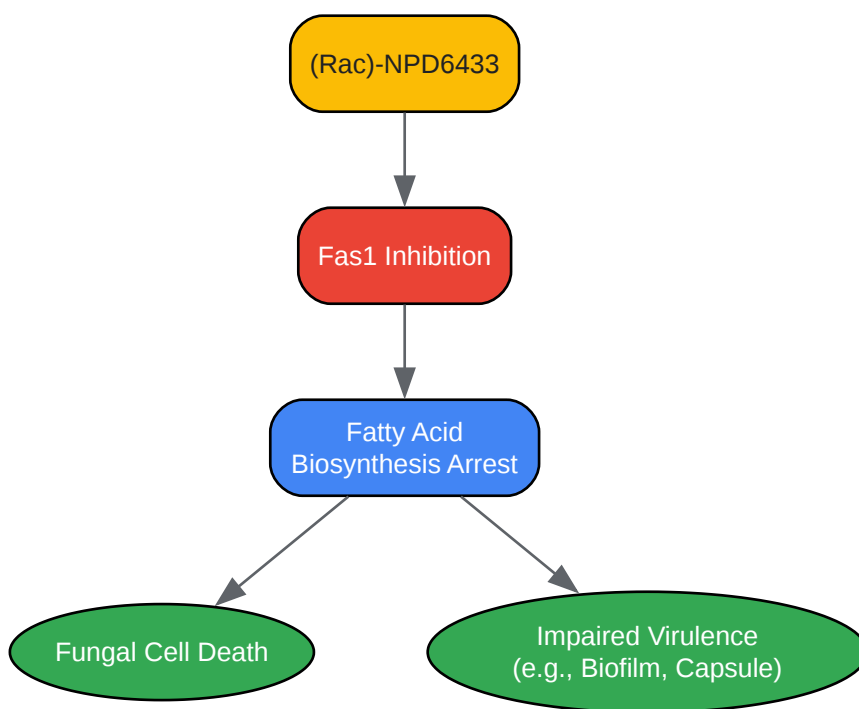 (Rac)-NPD6433
Fas1 Inhibition
Fatty Acid
Biosynthesis Arrest
Fungal Cell Death
Impaired Virulence
(e.g., Biofilm, Capsule)